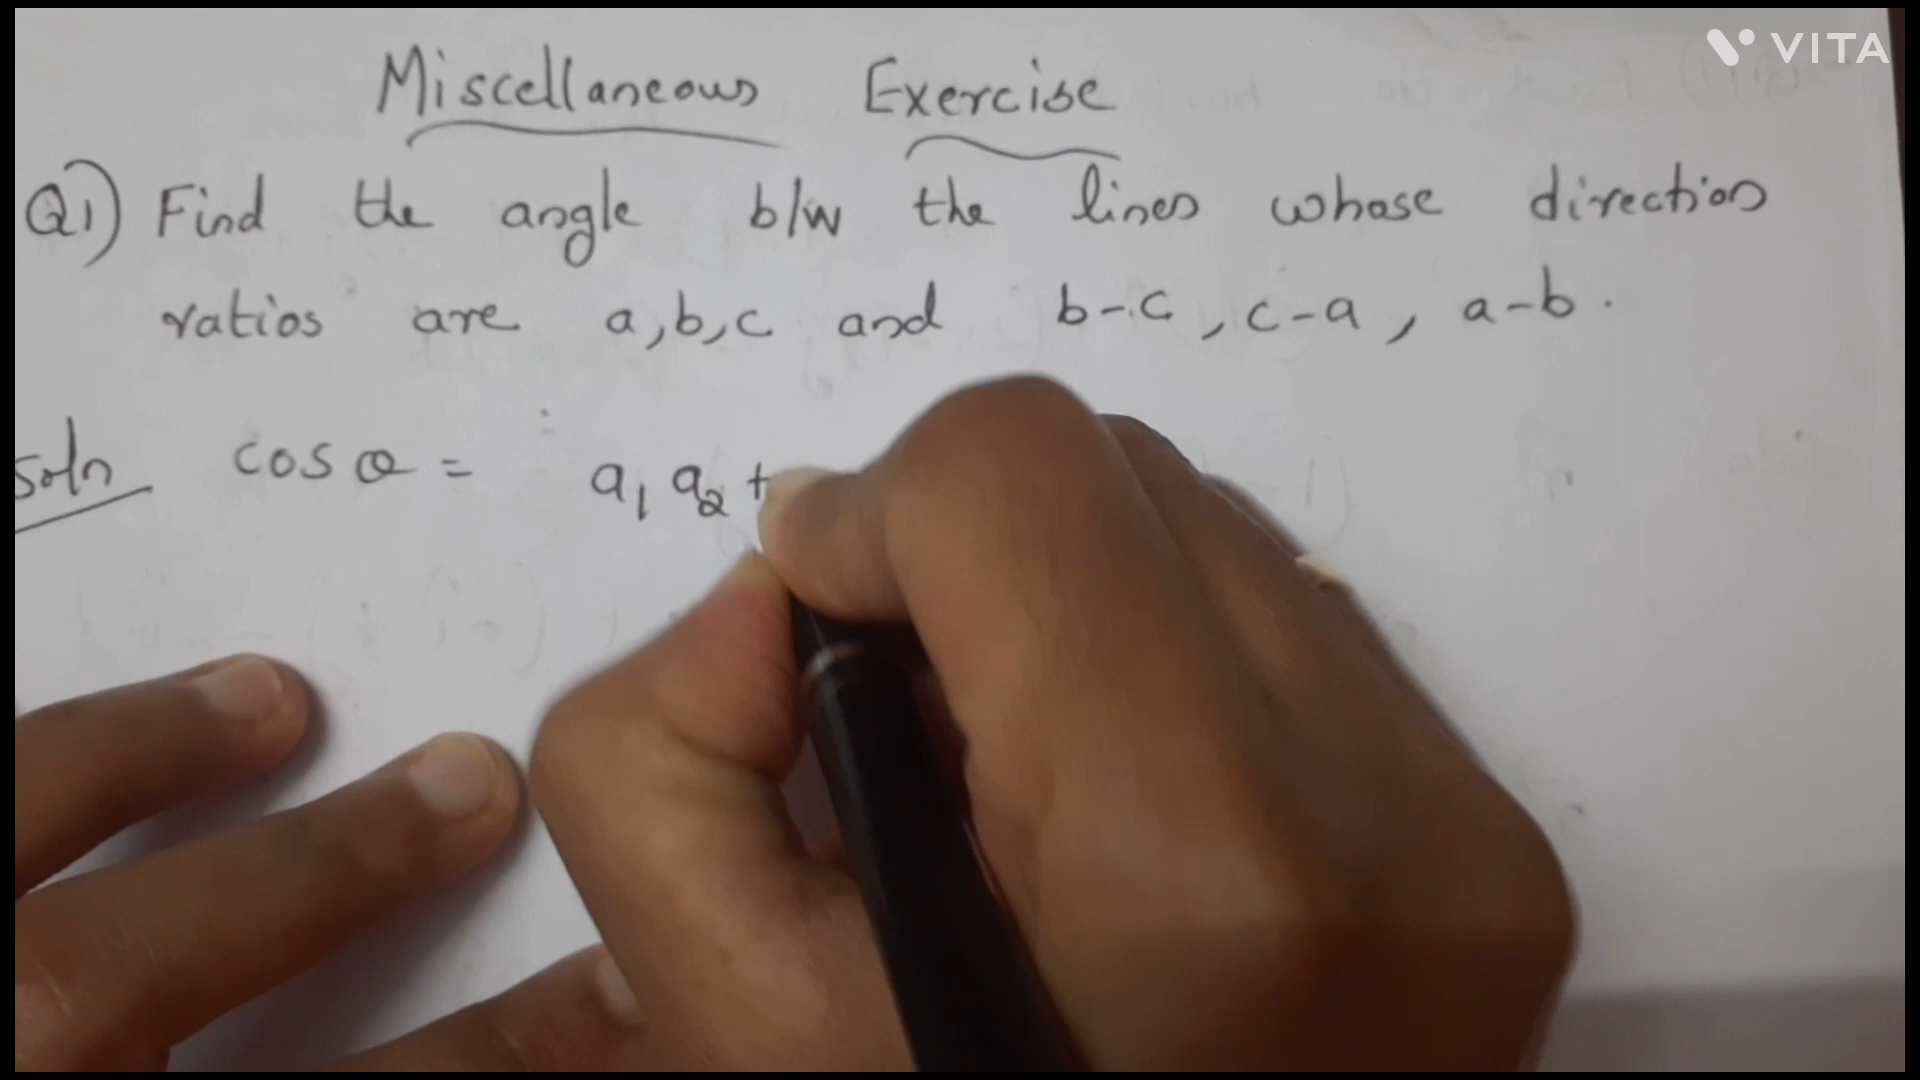 VITA
Miscellaneous Exercise
Q1) Find the angle b/w the lines whose direction
ratios are a, b, c and b-c, c-a, a-b.
Soln cos θ = a₁ a₂ +